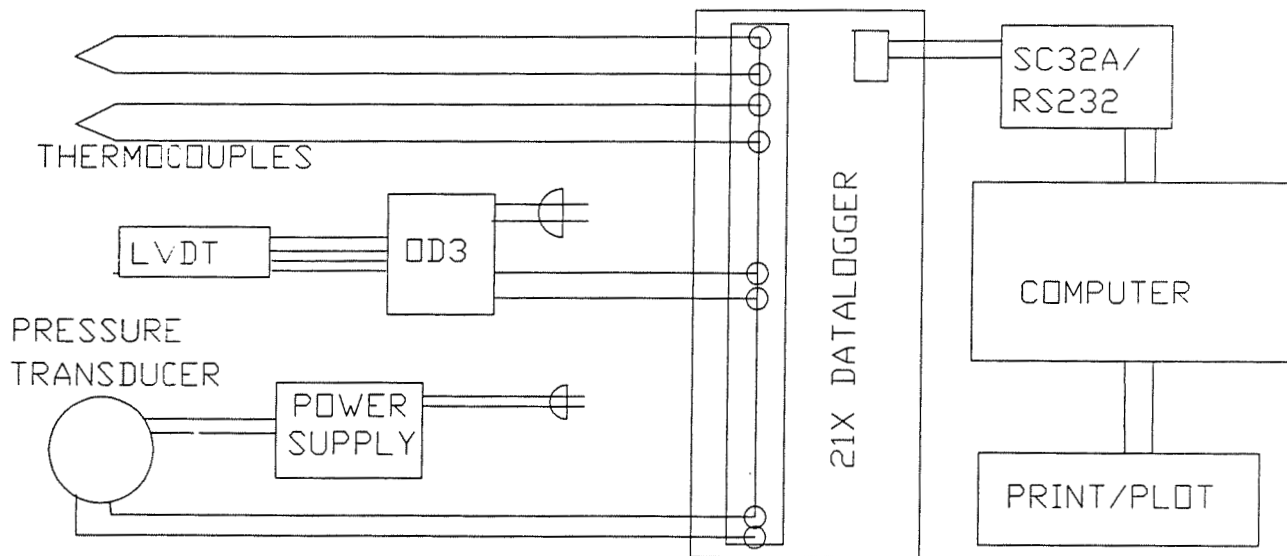 THERMOCOUPLES
LVDT
OD3
PRESSURE
TRANSDUCER
POWER
SUPPLY
21X DATALOGGER
SC32A/
RS232
COMPUTER
PRINT/PLOT